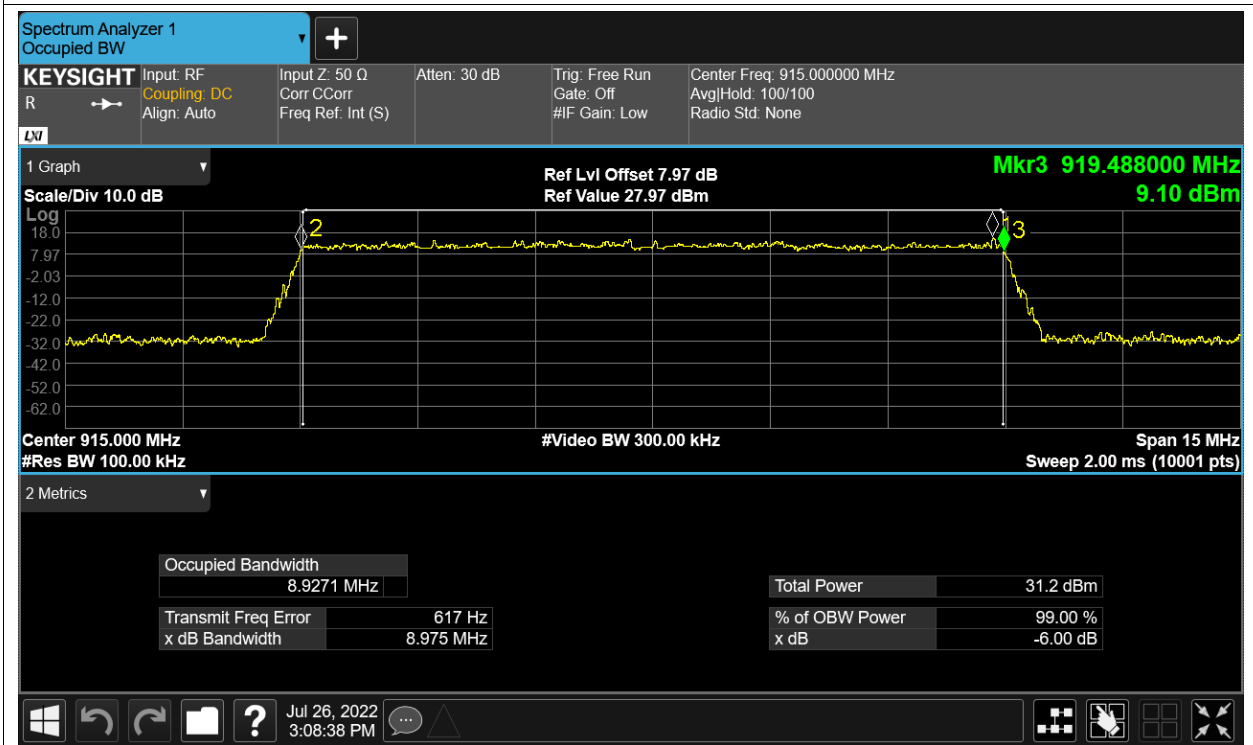 Spectrum Analyzer 1
Occupied BW
KEYSIGHT
R
LXI
Input: RF
Coupling: DC
Align: Auto
Input Z: 50 Ω
Corr CCorr
Freq Ref: Int (S)
Atten: 30 dB
Trig: Free Run
Gate: Off
#IF Gain: Low
Center Freq: 915.000000 MHz
Avg|Hold: 100/100
Radio Std: None
1 Graph
Scale/Div 10.0 dB
Ref Lvl Offset 7.97 dB
Ref Value 27.97 dBm
Mkr3 919.488000 MHz
9.10 dBm
Log
18.0
7.97
-2.03
-12.0
-22.0
-32.0
-42.0
-52.0
-62.0
2
1
3
Center 915.000 MHz
#Res BW 100.00 kHz
#Video BW 300.00 kHz
Span 15 MHz
Sweep 2.00 ms (10001 pts)
2 Metrics
Occupied Bandwidth
8.9271 MHz
Transmit Freq Error 617 Hz
x dB Bandwidth 8.975 MHz
Total Power 31.2 dBm
% of OBW Power 99.00 %
x dB -6.00 dB
?
Jul 26, 2022
3:08:38 PM